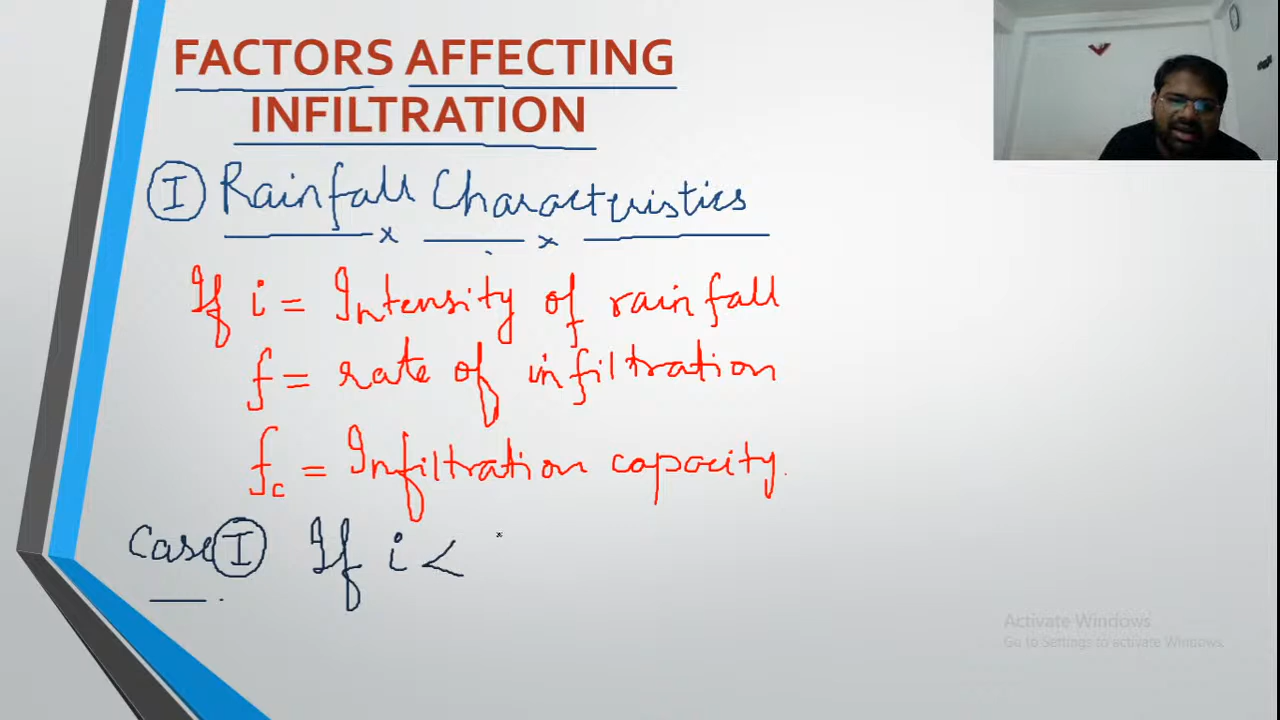 FACTORS AFFECTING
INFILTRATION
I Rainfall Characteristics
If i = Intensity of rainfall
f = rate of infiltration
fc = Infiltration capacity.
Case I If i <
Activate Windows
Go to Settings to activate Windows.